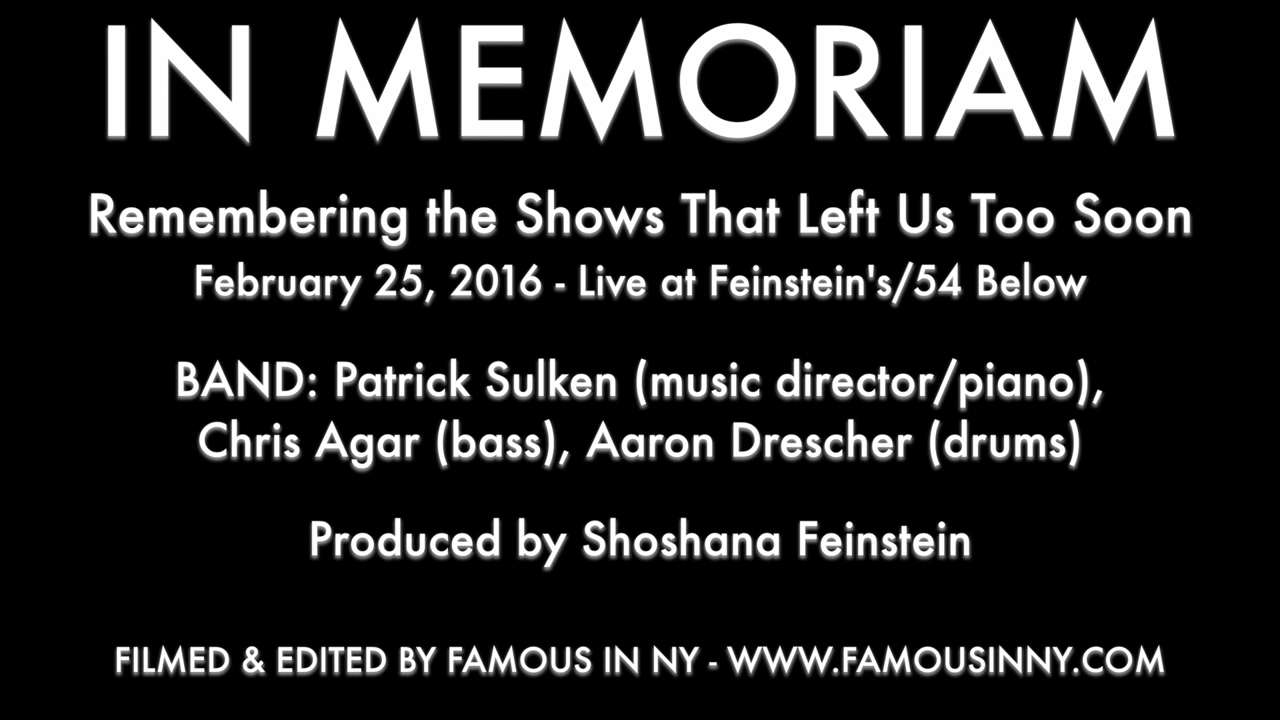 IN MEMORIAM
Remembering the Shows That Left Us Too Soon
February 25, 2016 - Live at Feinstein's/54 Below
BAND: Patrick Sulken (music director/piano),
Chris Agar (bass), Aaron Drescher (drums)
Produced by Shoshana Feinstein
FILMED & EDITED BY FAMOUS IN NY - WWW.FAMOUSINNY.COM